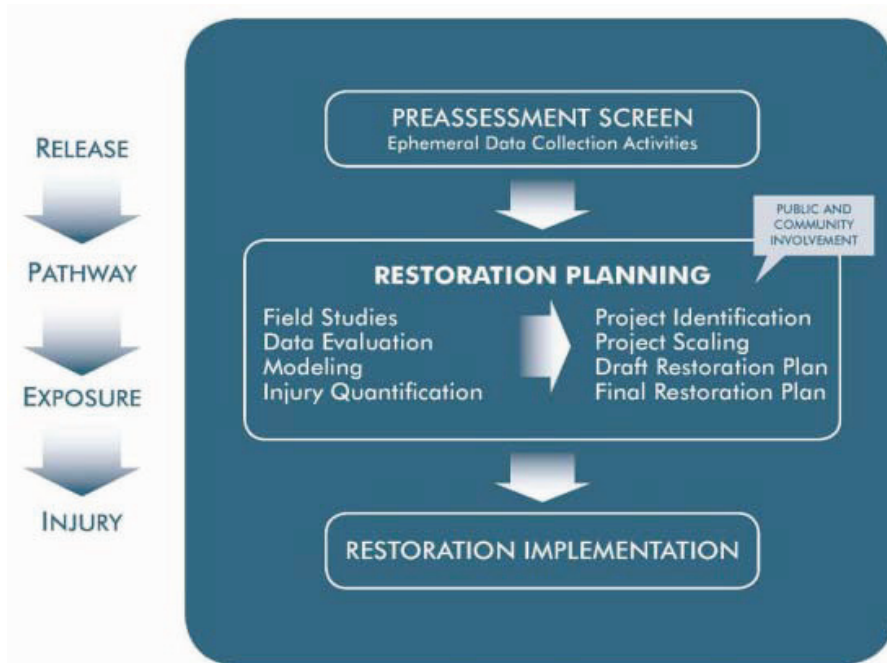 RELEASE
PATHWAY
EXPOSURE
INJURY
PREASSESSMENT SCREEN
Ephemeral Data Collection Activities
PUBLIC AND
COMMUNITY
INVOLVEMENT
RESTORATION PLANNING
Field Studies
Data Evaluation
Modeling
Injury Quantification
Project Identification
Project Scaling
Draft Restoration Plan
Final Restoration Plan
RESTORATION IMPLEMENTATION